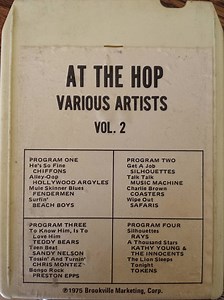 AT THE HOP
VARIOUS ARTISTS
VOL. 2
PROGRAM ONE
He's So Fine
CHIFFONS
Alley-Oop
HOLLYWOOD ARGYLES
Mule Skinner Blues
FENDERMEN
Surfin'
BEACH BOYS
PROGRAM TWO
Get A Job
SILHOUETTES
Talk Talk
MUSIC MACHINE
Charlie Brown
COASTERS
Wipe Out
SAFARIS
PROGRAM THREE
To Know Him, Is To
Love Him
TEDDY BEARS
Teen Beat
SANDY NELSON
Tossin' And Turnin'
CHRIS MONTEZ
Bongo Rock
PRESTON EPPS
PROGRAM FOUR
Silhouettes
RAYS
A Thousand Stars
KATHY YOUNG &
THE INNOCENTS
The Lion Sleeps
Tonight
TOKENS
©1975 Brookville Marketing, Corp.